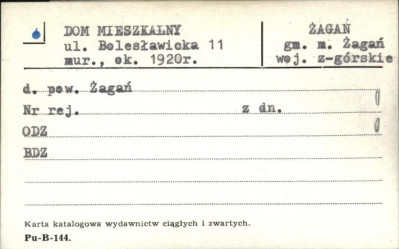 DOM MIESZKALNY
ul. Bolesławicka 11
mur., ok. 1920r.
ŻAGAŃ
gm. m. Żagań
woj. z-górskie
d. pow. Żagań
Nr rej. z dn.
ODZ
BDZ
Karta katalogowa wydawnictw ciągłych i zwartych.
Pu-B-144.